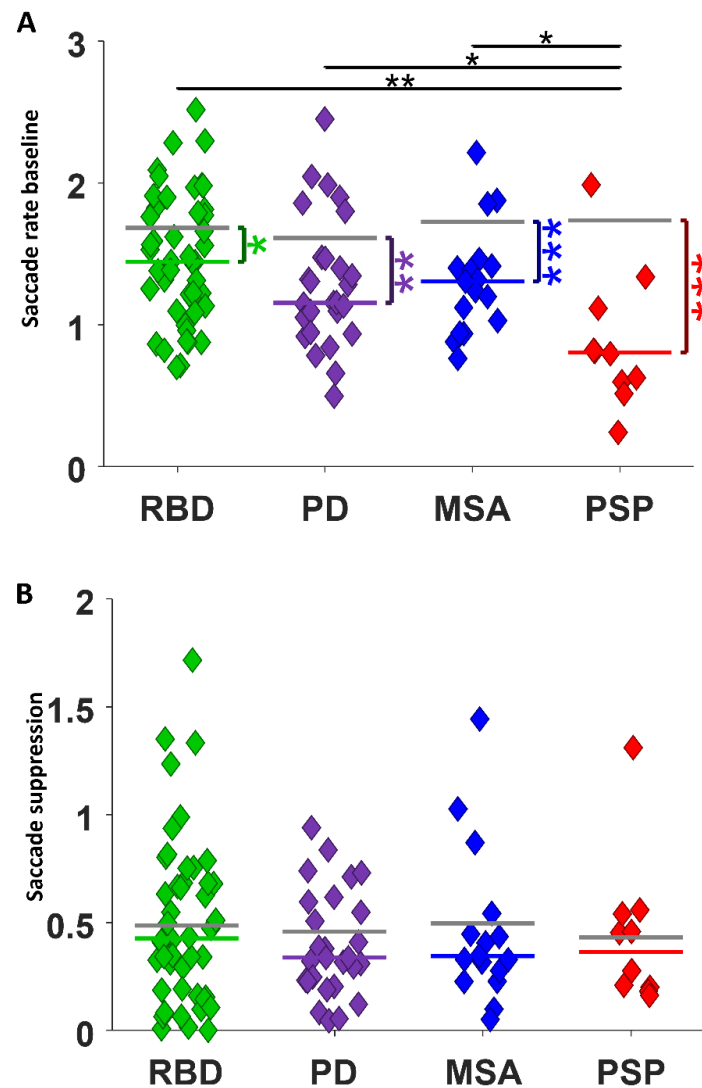 A
3
*
*
**
Saccade rate baseline
2
*
**
***
***
1
0
RBD PD MSA PSP
B
2
Saccade suppression
1.5
1
0.5
0
RBD PD MSA PSP